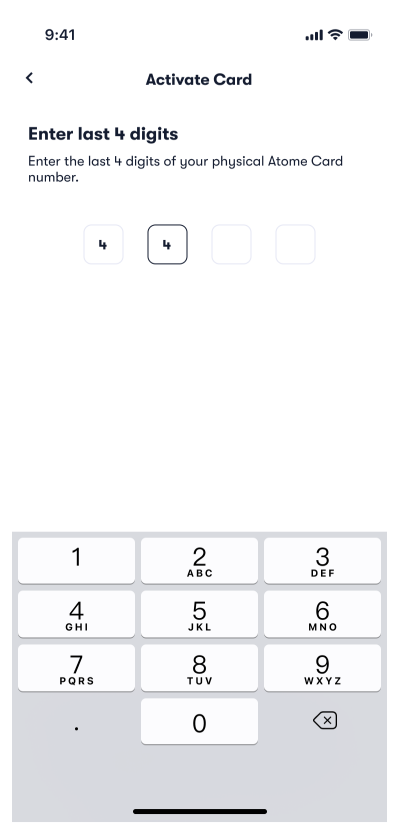 9:41
Activate Card
Enter last 4 digits
Enter the last 4 digits of your physical Atome Card
number.
4 4
1 2 3
ABC DEF
4 5 6
GHI JKL MNO
7 8 9
PQRS TUV WXYZ
. 0